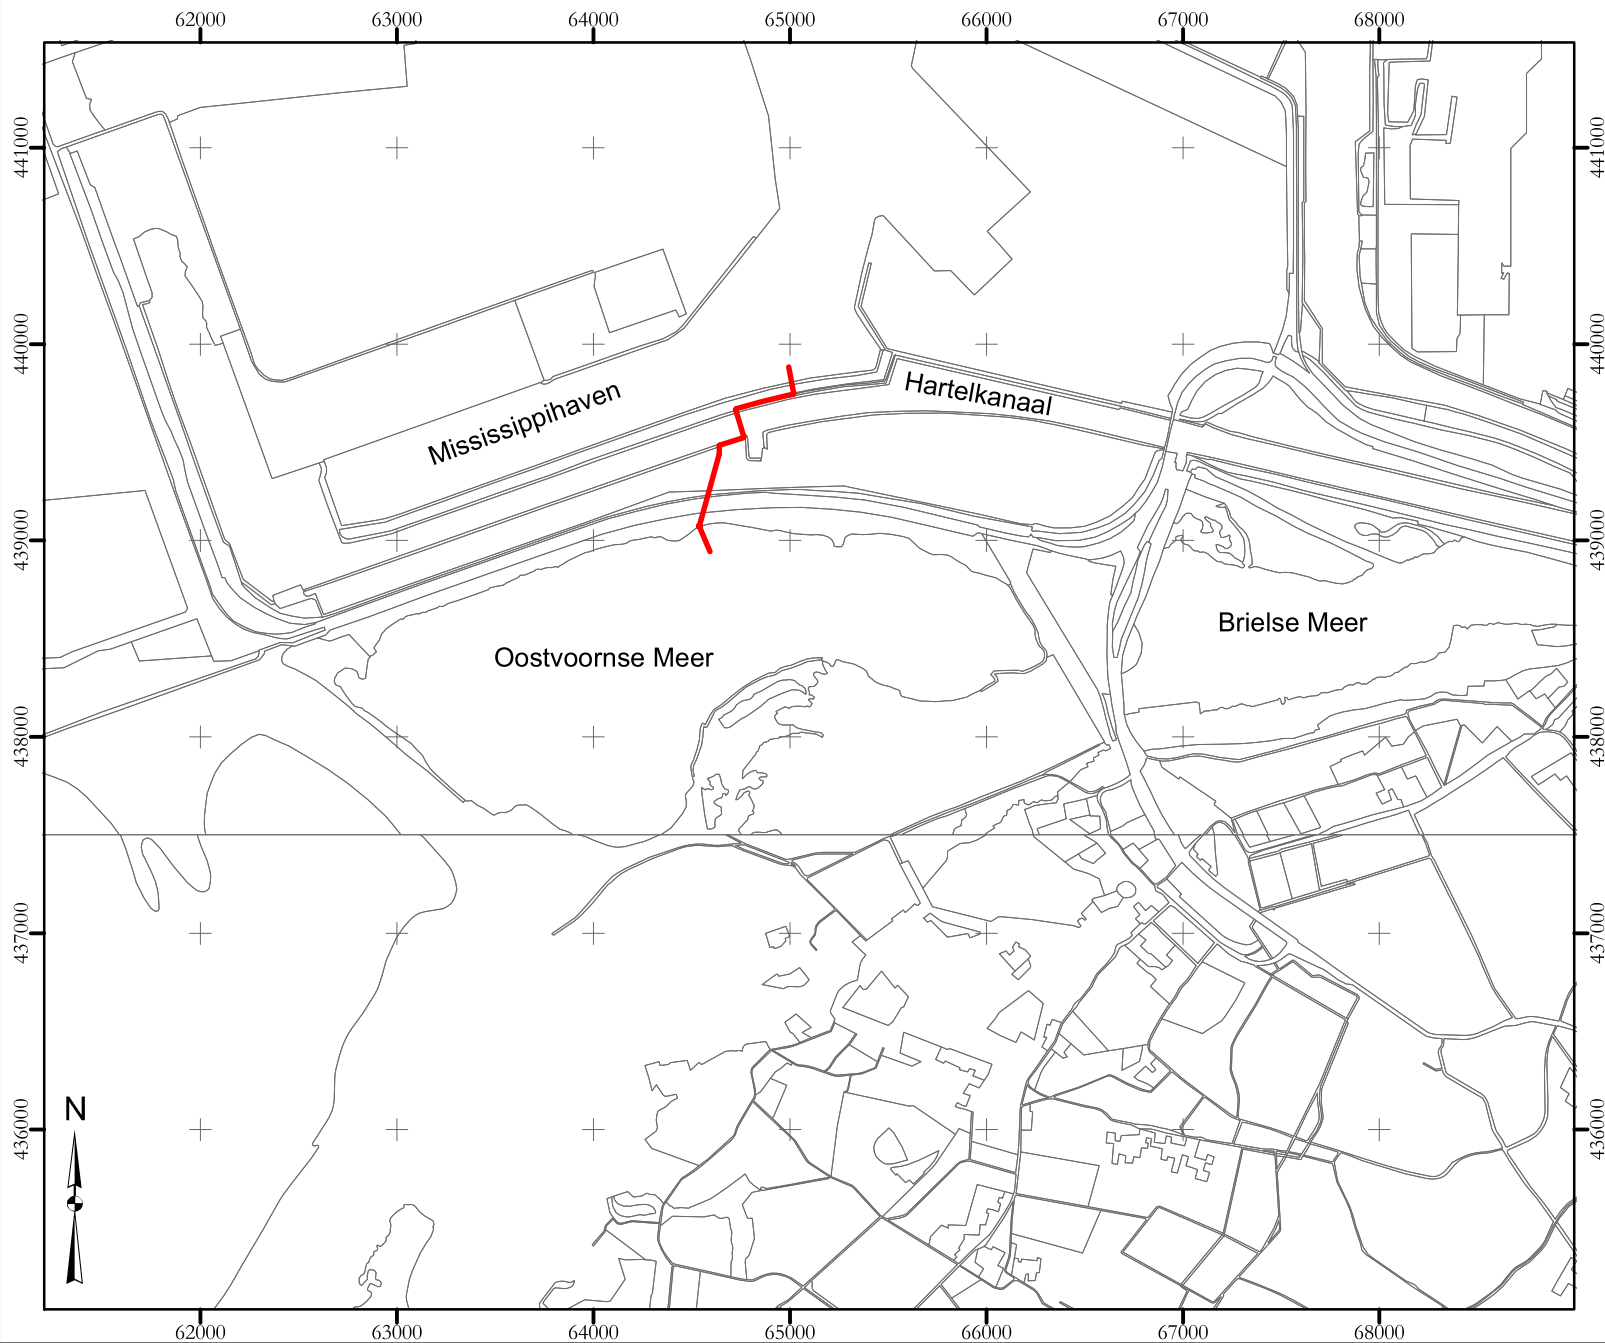 62000 63000 64000 65000 66000 67000 68000
441000 441000
440000 440000
Mississippihaven
Hartelkanaal
439000 439000
Brielse Meer
Oostvoornse Meer
438000 438000
437000 437000
N
436000 436000
62000 63000 64000 65000 66000 67000 68000